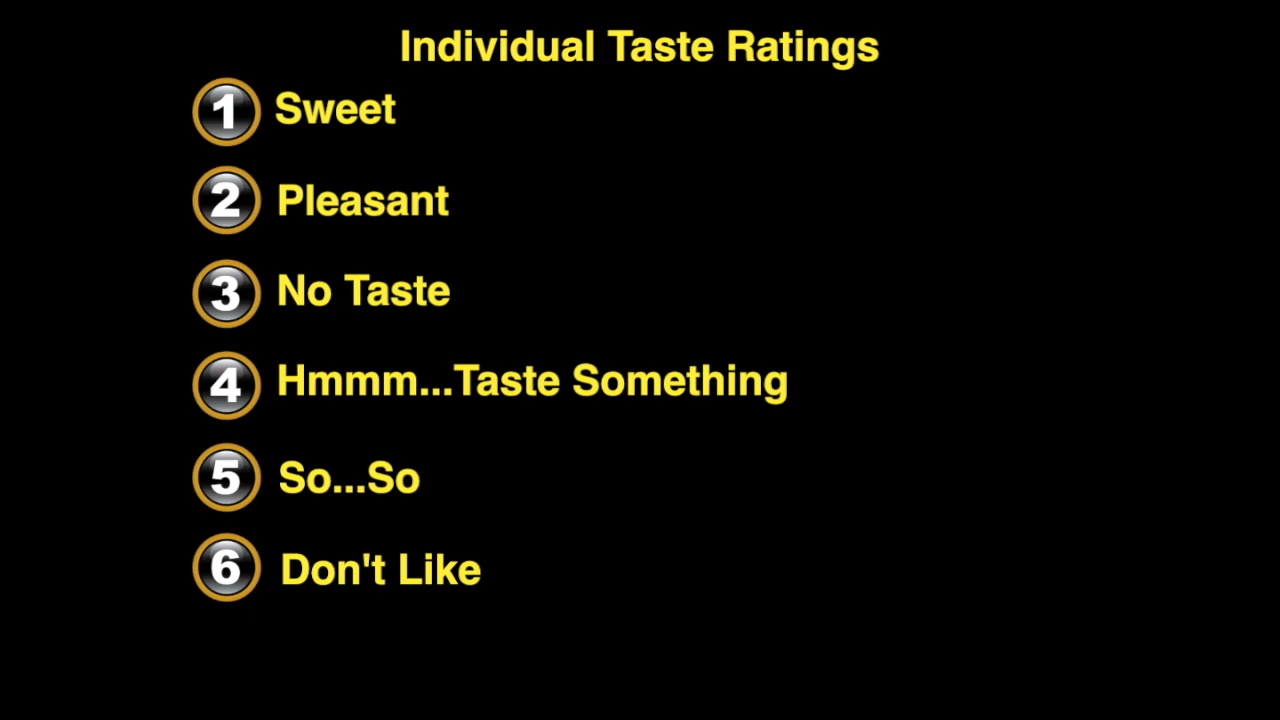 Individual Taste Ratings
1 Sweet
2 Pleasant
3 No Taste
4 Hmmm...Taste Something
5 So...So
6 Don't Like